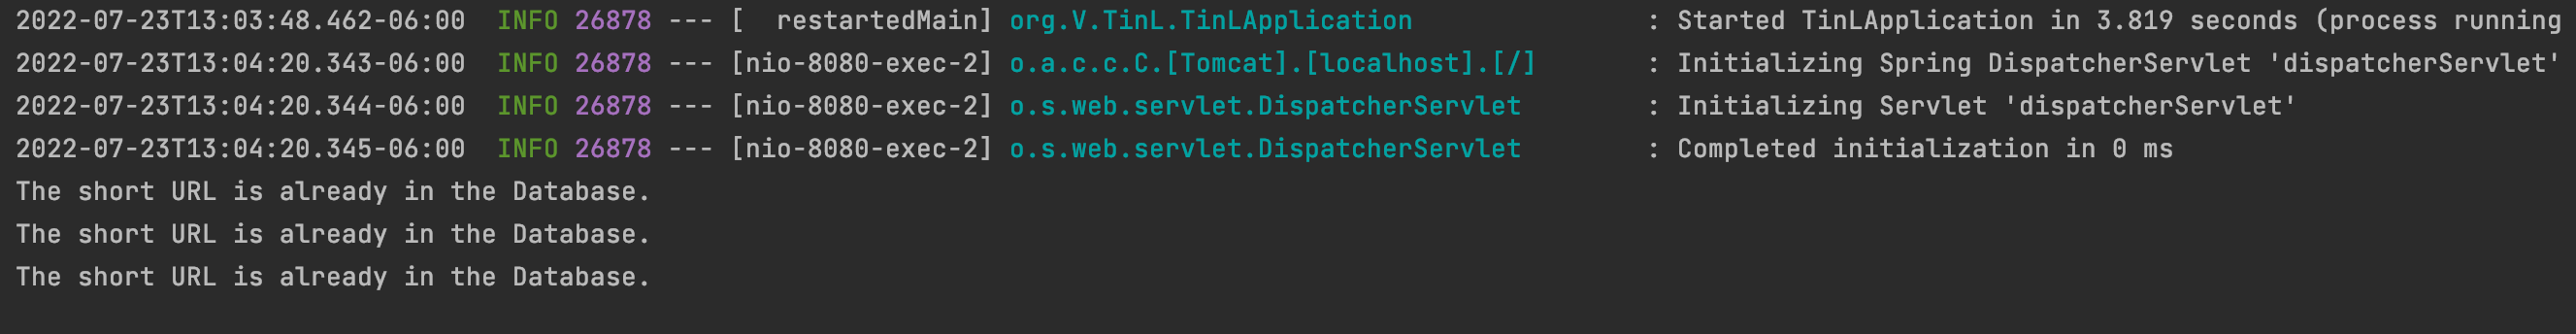 2022-07-23T13:03:48.462-06:00  INFO 26878 --- [  restartedMain] org.V.TinL.TinLApplication               : Started TinLApplication in 3.819 seconds (process running
2022-07-23T13:04:20.343-06:00  INFO 26878 --- [nio-8080-exec-2] o.a.c.c.C.[Tomcat].[localhost].[/]       : Initializing Spring DispatcherServlet 'dispatcherServlet'
2022-07-23T13:04:20.344-06:00  INFO 26878 --- [nio-8080-exec-2] o.s.web.servlet.DispatcherServlet        : Initializing Servlet 'dispatcherServlet'
2022-07-23T13:04:20.345-06:00  INFO 26878 --- [nio-8080-exec-2] o.s.web.servlet.DispatcherServlet        : Completed initialization in 0 ms
The short URL is already in the Database.
The short URL is already in the Database.
The short URL is already in the Database.